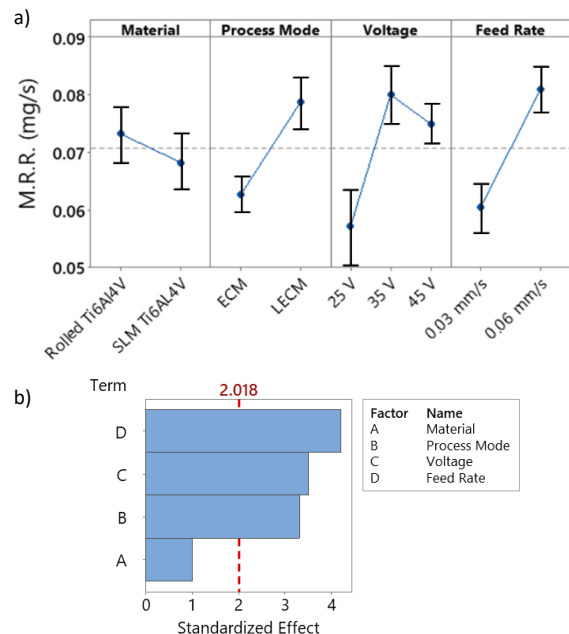 a)
0.09
Material Process Mode Voltage Feed Rate
0.08
0.07
0.06
0.05
M.R.R. (mg/s)
Rolled Ti6Al4V SLM Ti6AL4V ECM LECM 25 V 35 V 45 V 0.03 mm/s 0.06 mm/s
b)
Term
2.018
D
C
B
A
0 1 2 3 4
Standardized Effect
Factor Name
A Material
B Process Mode
C Voltage
D Feed Rate